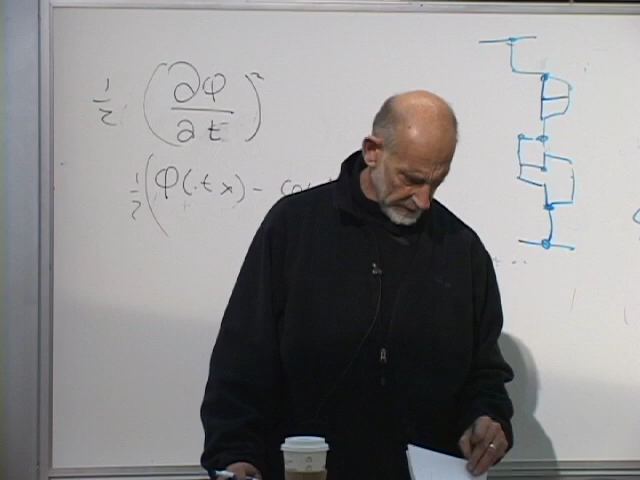 1/2 (∂φ/∂t)²
1/2 (φ(.t x) -
+ ...